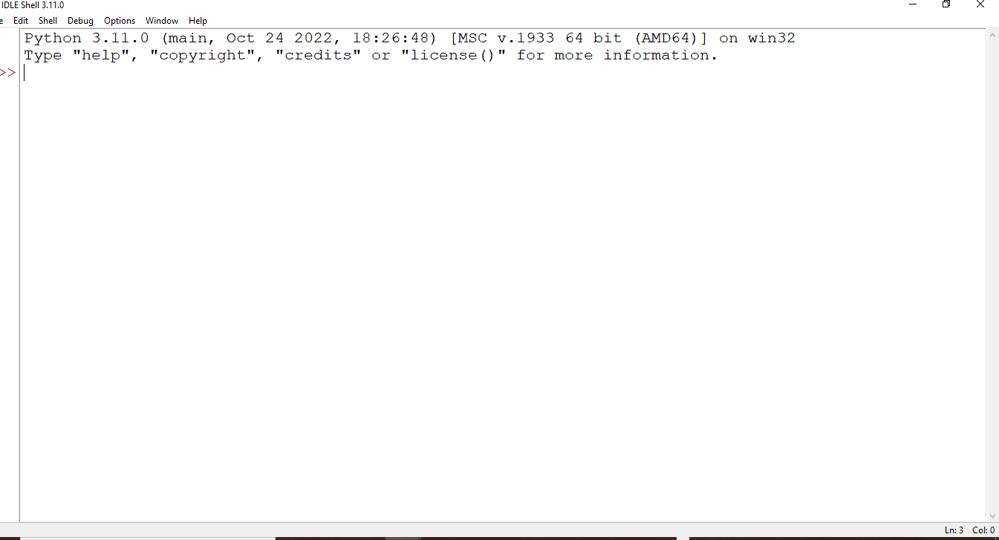 IDLE Shell 3.11.0
e Edit Shell Debug Options Window Help
Python 3.11.0 (main, Oct 24 2022, 18:26:48) [MSC v.1933 64 bit (AMD64)] on win32
Type "help", "copyright", "credits" or "license()" for more information.
>>
Ln: 3 Col: 0